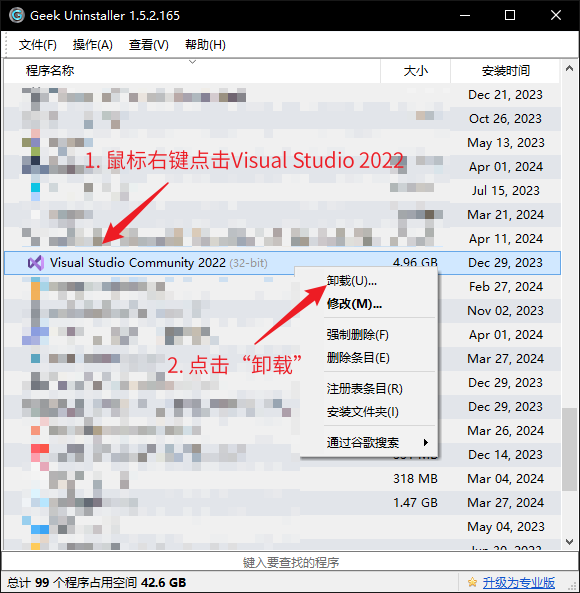 Geek Uninstaller 1.5.2.165
文件(F) 操作(A) 查看(V) 帮助(H)
程序名称 大小 安装时间
Dec 21, 2023
Oct 26, 2023
May 13, 2023
1. 鼠标右键点击Visual Studio 2022
Apr 01, 2024
Jul 15, 2023
Mar 21, 2024
Apr 11, 2024
Visual Studio Community 2022 (32-bit) 4.96 GB Dec 29, 2023
卸载(U)... Feb 27, 2024
修改(M)... Nov 02, 2023
强制删除(F) Apr 01, 2024
删除条目(E) Mar 27, 2024
2. 点击“卸载”
Dec 29, 2023
注册表条目(R)
安装文件夹(I) Dec 29, 2023
Mar 26, 2024
通过谷歌搜索
Dec 14, 2023
318 MB Mar 04, 2024
1.47 GB Mar 27, 2024
May 04, 2023
键入要查找的程序
总计 99 个程序占用空间 42.6 GB 升级为专业版